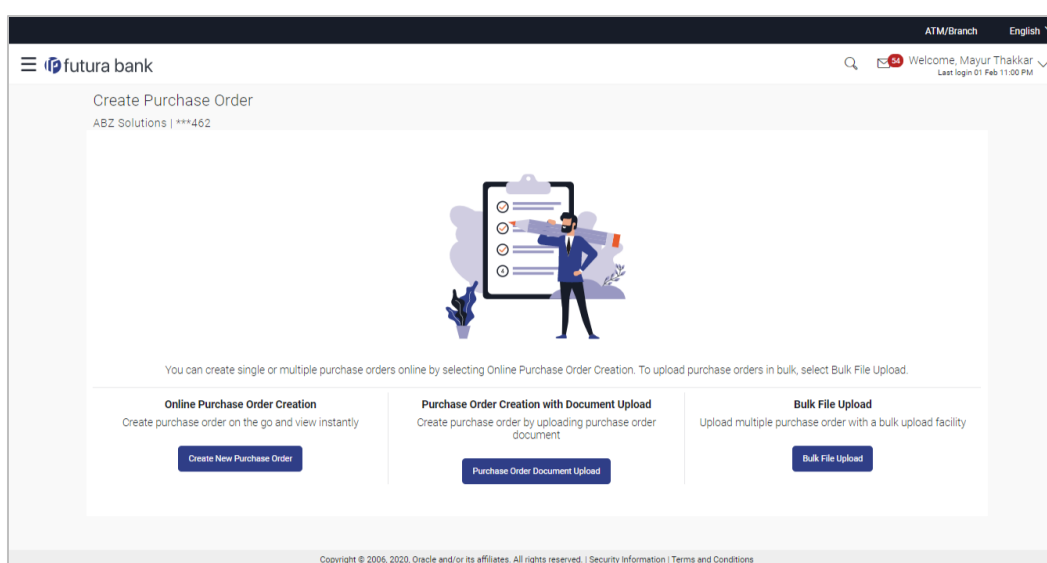 ATM/Branch English
futura bank
54 Welcome, Mayur Thakkar
Last login 01 Feb 11:00 PM
Create Purchase Order
ABZ Solutions | ***462
4
You can create single or multiple purchase orders online by selecting Online Purchase Order Creation. To upload purchase orders in bulk, select Bulk File Upload.
Online Purchase Order Creation
Create purchase order on the go and view instantly
Create New Purchase Order
Purchase Order Creation with Document Upload
Create purchase order by uploading purchase order
document
Purchase Order Document Upload
Bulk File Upload
Upload multiple purchase order with a bulk upload facility
Bulk File Upload
Copyright © 2006, 2020, Oracle and/or its affiliates. All rights reserved. | Security Information | Terms and Conditions